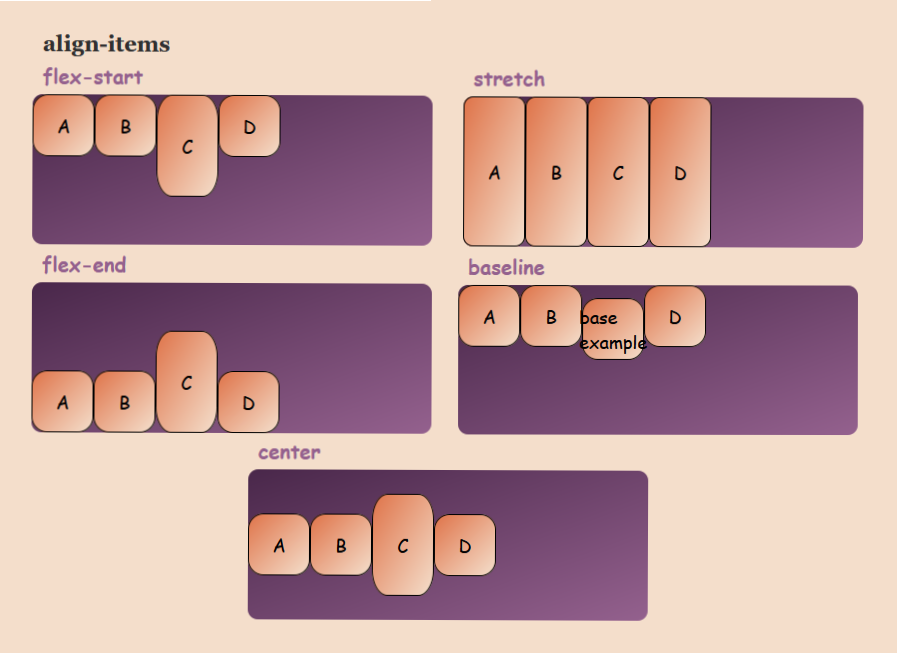 align-items
flex-start
A B C D
stretch
A B C D
flex-end
A B C D
baseline
A B base D
example
center
A B C D